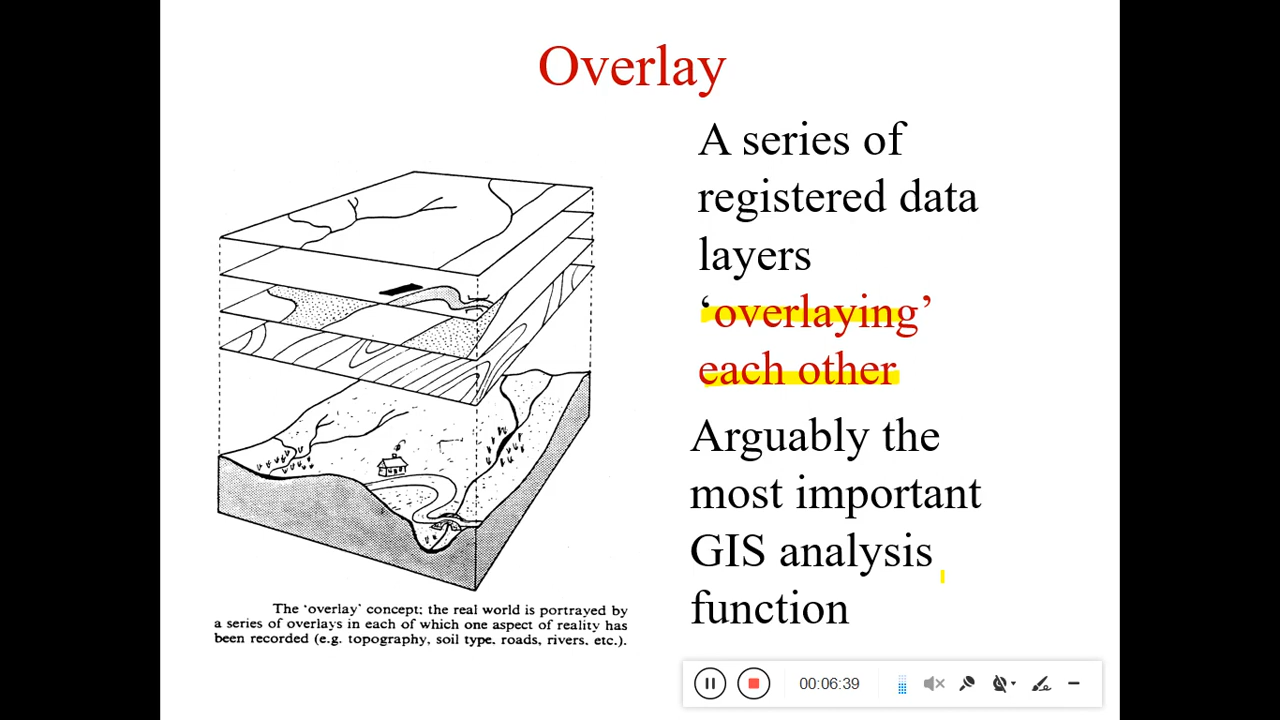 Overlay
A series of
registered data
layers
‘overlaying’
each other
Arguably the
most important
GIS analysis
function
The ‘overlay’ concept; the real world is portrayed by
a series of overlays in each of which one aspect of reality has
been recorded (e.g. topography, soil type, roads, rivers, etc.).
00:06:39